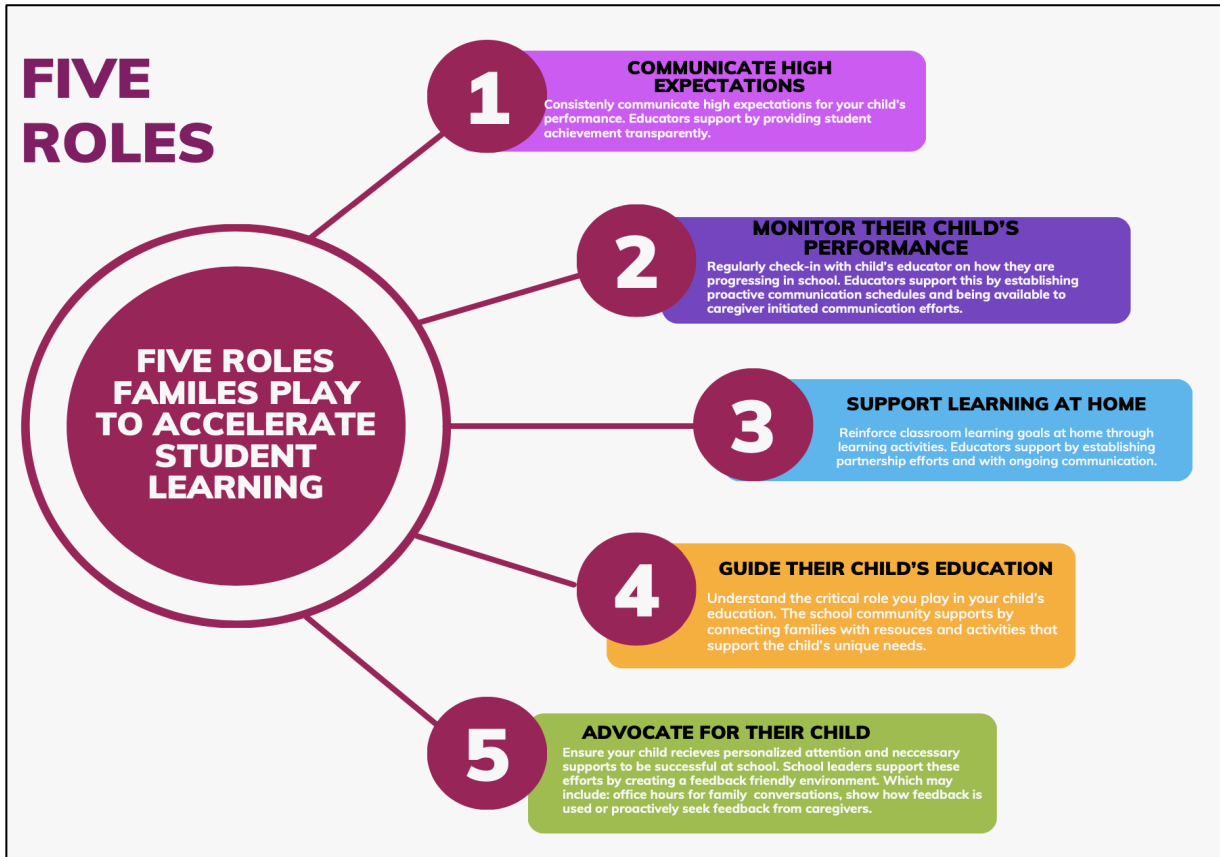 FIVE
ROLES
FIVE ROLES
FAMILES PLAY
TO ACCELERATE
STUDENT
LEARNING
1
COMMUNICATE HIGH
EXPECTATIONS
Consistenly communicate high expectations for your child's
performance. Educators support by providing student
achievement transparently.
2
MONITOR THEIR CHILD'S
PERFORMANCE
Regularly check-in with child's educator on how they are
progressing in school. Educators support this by establishing
proactive communication schedules and being available to
caregiver initiated communication efforts.
3
SUPPORT LEARNING AT HOME
Reinforce classroom learning goals at home through
learning activities. Educators support by establishing
partnership efforts and with ongoing communication.
4
GUIDE THEIR CHILD'S EDUCATION
Understand the critical role you play in your child's
education. The school community supports by
connecting families with resouces and activities that
support the child's unique needs.
5
ADVOCATE FOR THEIR CHILD
Ensure your child recieves personalized attention and neccessary
supports to be successful at school. School leaders support these
efforts by creating a feedback friendly environment. Which may
include: office hours for family conversations, show how feedback is
used or proactively seek feedback from caregivers.